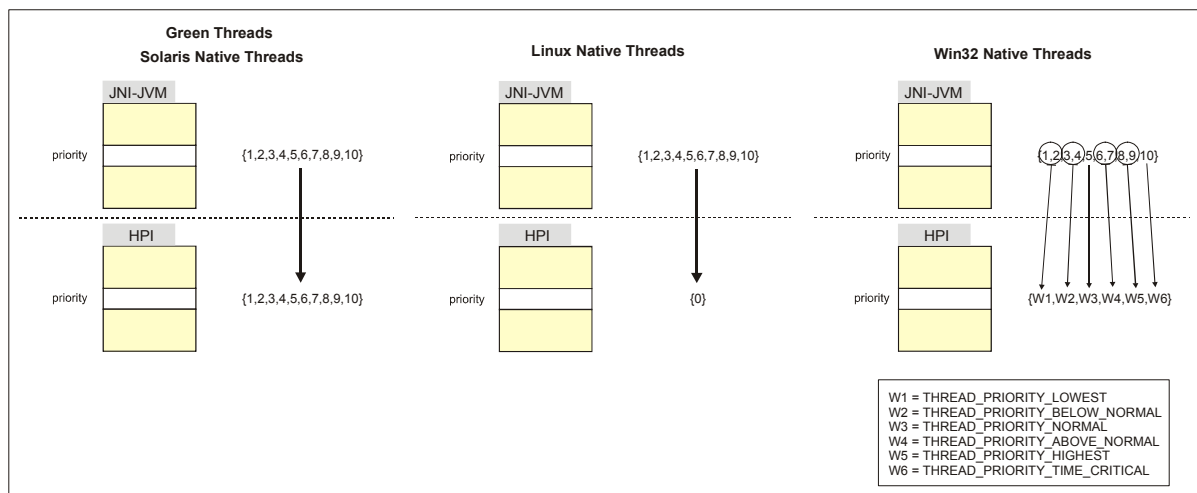 Green Threads
Solaris Native Threads
JNI-JVM
priority
{1,2,3,4,5,6,7,8,9,10}
HPI
priority
{1,2,3,4,5,6,7,8,9,10}
Linux Native Threads
JNI-JVM
priority
{1,2,3,4,5,6,7,8,9,10}
HPI
priority
{0}
Win32 Native Threads
JNI-JVM
priority
{1,2,3,4,5,6,7,8,9,10}
HPI
priority
{W1,W2,W3,W4,W5,W6}
W1 = THREAD_PRIORITY_LOWEST
W2 = THREAD_PRIORITY_BELOW_NORMAL
W3 = THREAD_PRIORITY_NORMAL
W4 = THREAD_PRIORITY_ABOVE_NORMAL
W5 = THREAD_PRIORITY_HIGHEST
W6 = THREAD_PRIORITY_TIME_CRITICAL